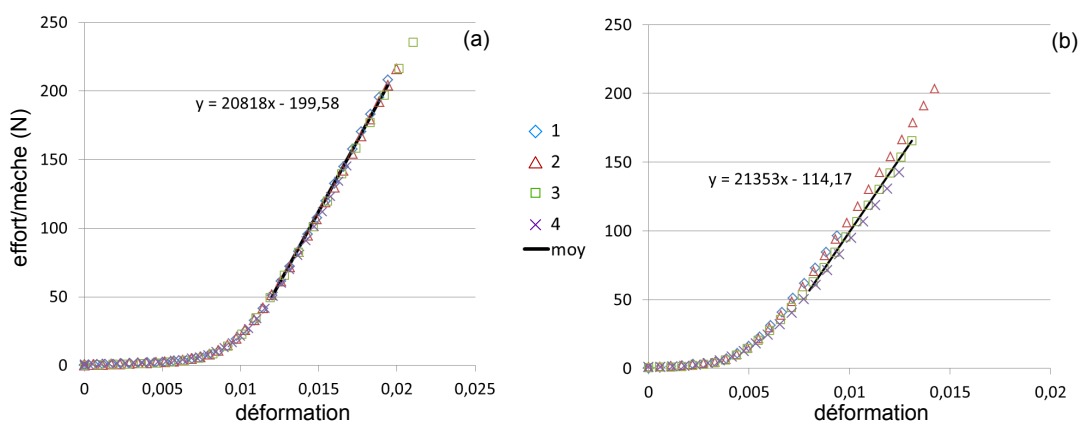 (a)
250
200
150
100
50
0
effort/mèche (N)
y = 20818x - 199,58
0 0,005 0,01 0,015 0,02 0,025
déformation
1
2
3
4
moy
(b)
250
200
150
100
50
0
y = 21353x - 114,17
0 0,005 0,01 0,015 0,02
déformation